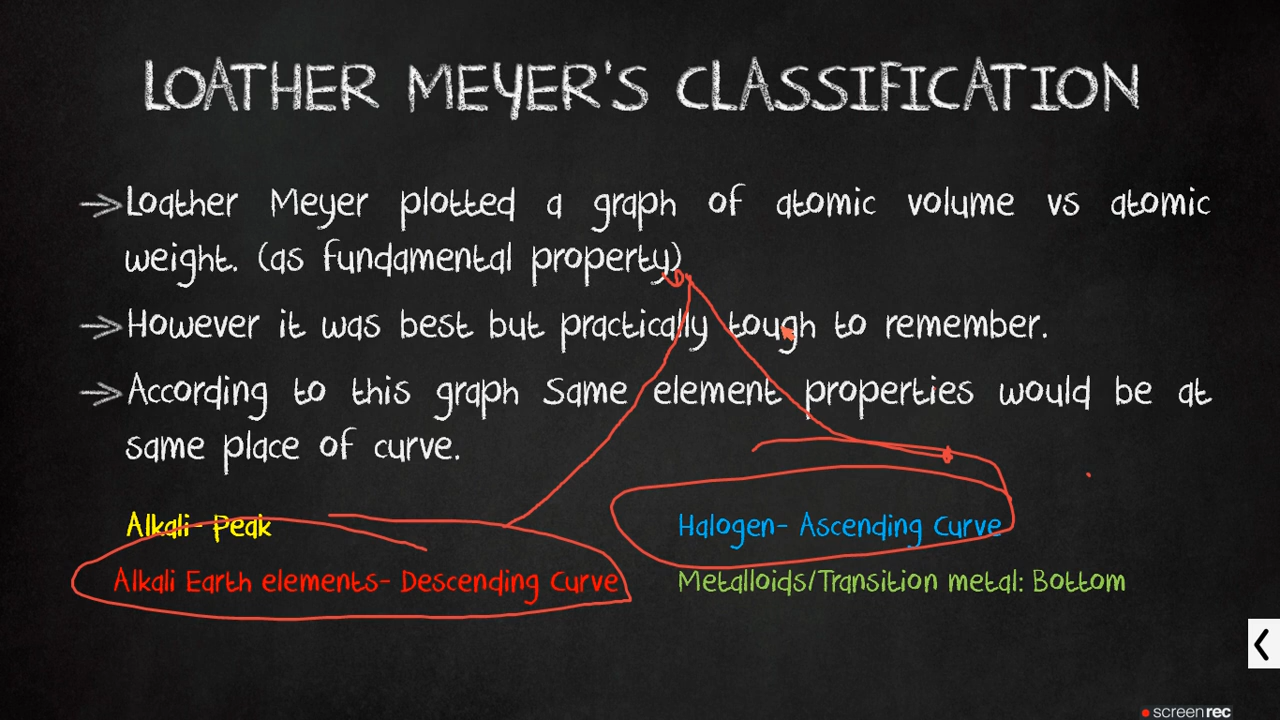 LOATHER MEYER'S CLASSIFICATION
Loather Meyer plotted a graph of atomic volume vs atomic
weight. (as fundamental property)
However it was best but practically tough to remember.
According to this graph Same element properties would be at
same place of curve.
Alkali- Peak
Halogen- Ascending Curve
Alkali Earth elements- Descending Curve
Metalloids/Transition metal: Bottom
screenrec